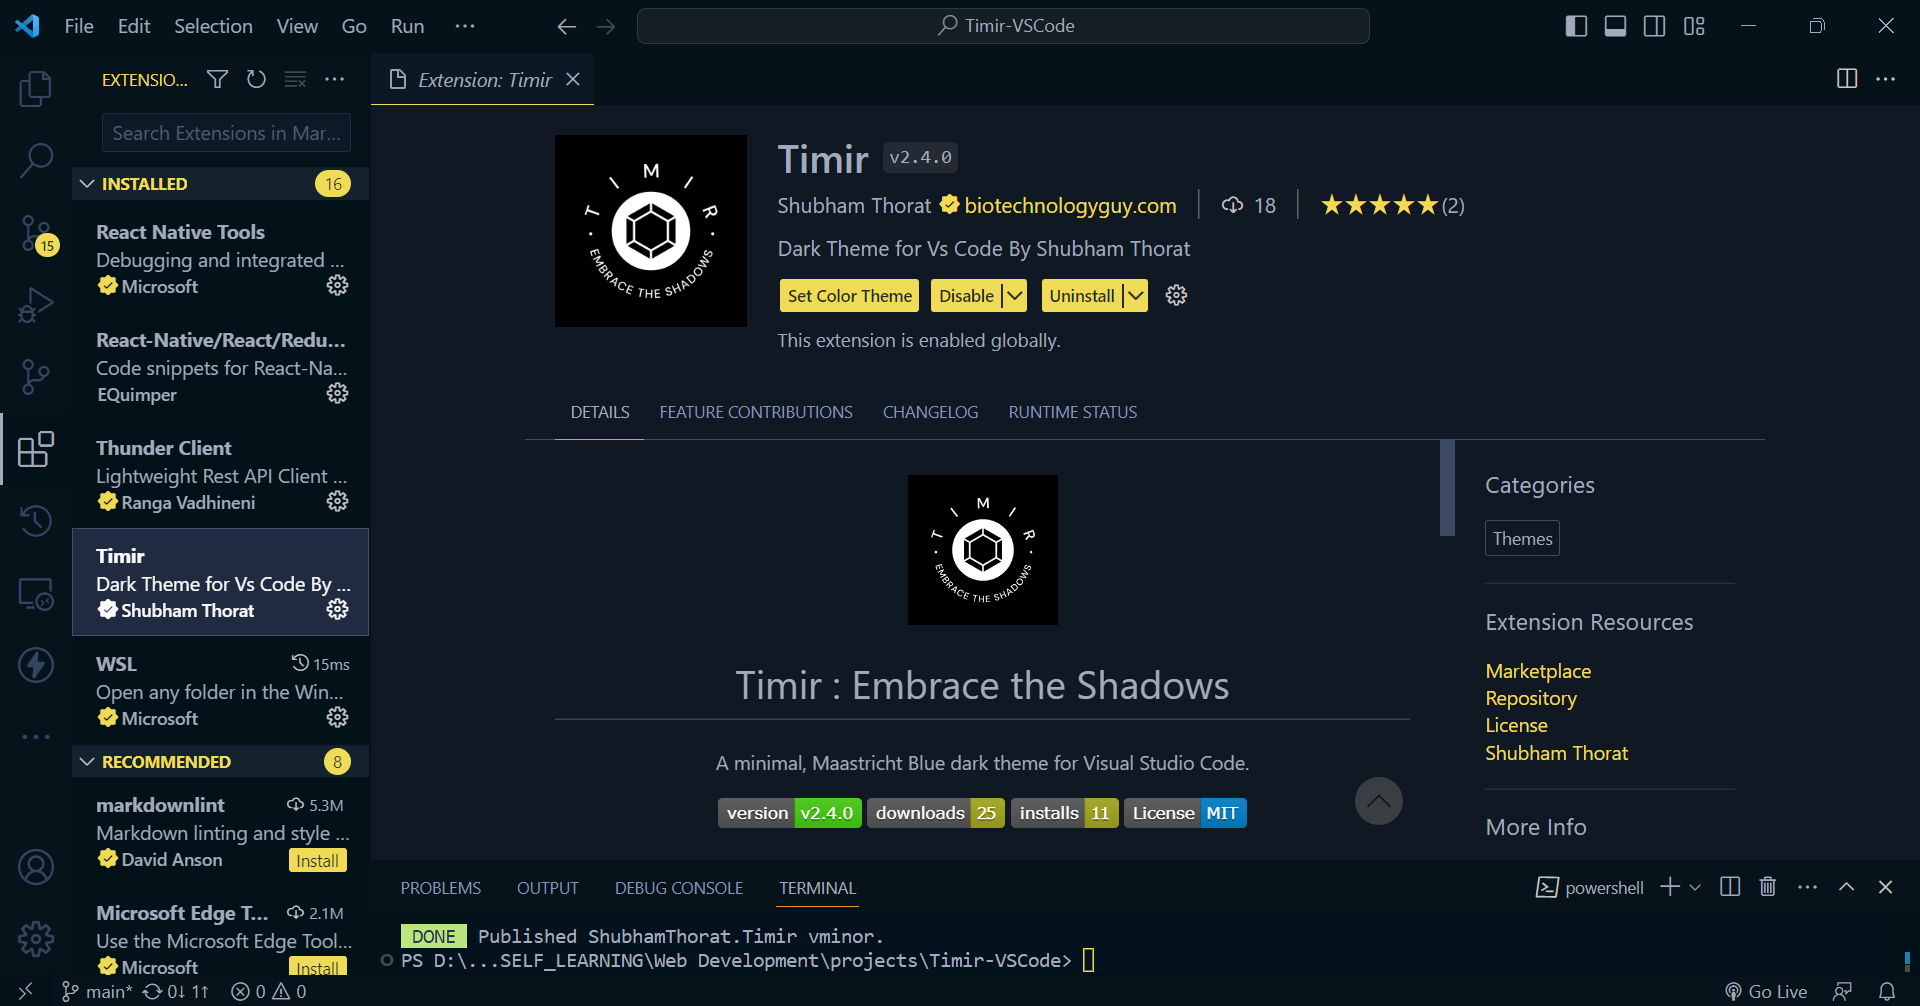 File Edit Selection View Go Run ···
Timir-VSCode
EXTENSIO...
Extension: Timir
Search Extensions in Mar...
INSTALLED 16
15
React Native Tools
Debugging and integrated ...
Microsoft
React-Native/React/Redu...
Code snippets for React-Na...
EQuimper
Thunder Client
Lightweight Rest API Client ...
Ranga Vadhineni
Timir
Dark Theme for Vs Code By ...
Shubham Thorat
WSL 15ms
Open any folder in the Win...
Microsoft
RECOMMENDED 8
markdownlint 5.3M
Markdown linting and style ...
David Anson Install
Microsoft Edge T... 2.1M
Use the Microsoft Edge Tool...
Microsoft Install
TIMIR
· EMBRACE THE SHADOWS ·
Timir v2.4.0
Shubham Thorat biotechnologyguy.com 18 ★★★★★(2)
Dark Theme for Vs Code By Shubham Thorat
Set Color Theme Disable Uninstall
This extension is enabled globally.
DETAILS FEATURE CONTRIBUTIONS CHANGELOG RUNTIME STATUS
TIMIR
· EMBRACE THE SHADOWS ·
Timir : Embrace the Shadows
A minimal, Maastricht Blue dark theme for Visual Studio Code.
version v2.4.0 downloads 25 installs 11 License MIT
Categories
Themes
Extension Resources
Marketplace
Repository
License
Shubham Thorat
More Info
PROBLEMS OUTPUT DEBUG CONSOLE TERMINAL
powershell
DONE Published ShubhamThorat.Timir vminor.
PS D:\...SELF_LEARNING\Web Development\projects\Timir-VSCode>
main* 0↓ 1↑ 0 0
Go Live